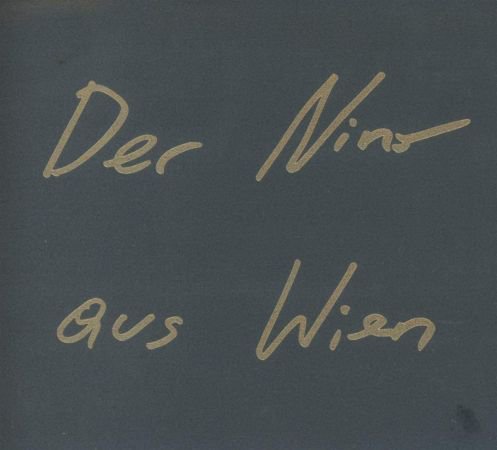 Der Nino
aus Wien